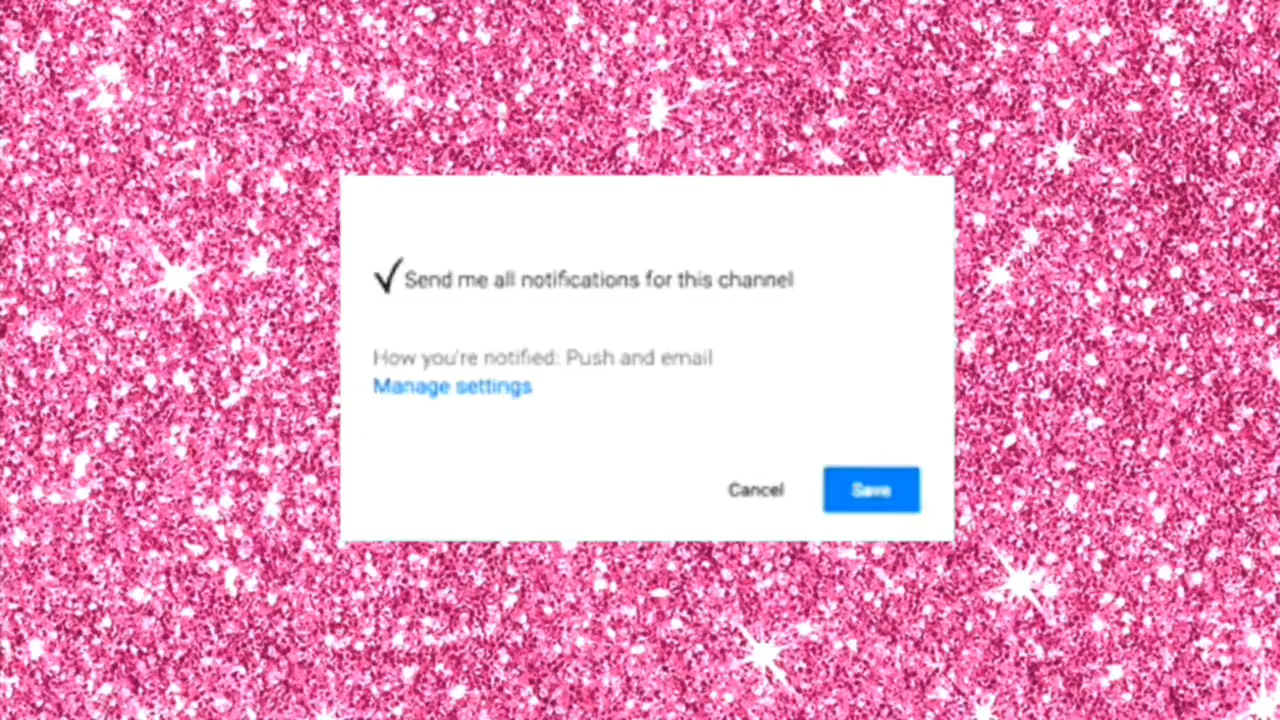 Send me all notifications for this channel
How you're notified: Push and email
Manage settings
Cancel
Save